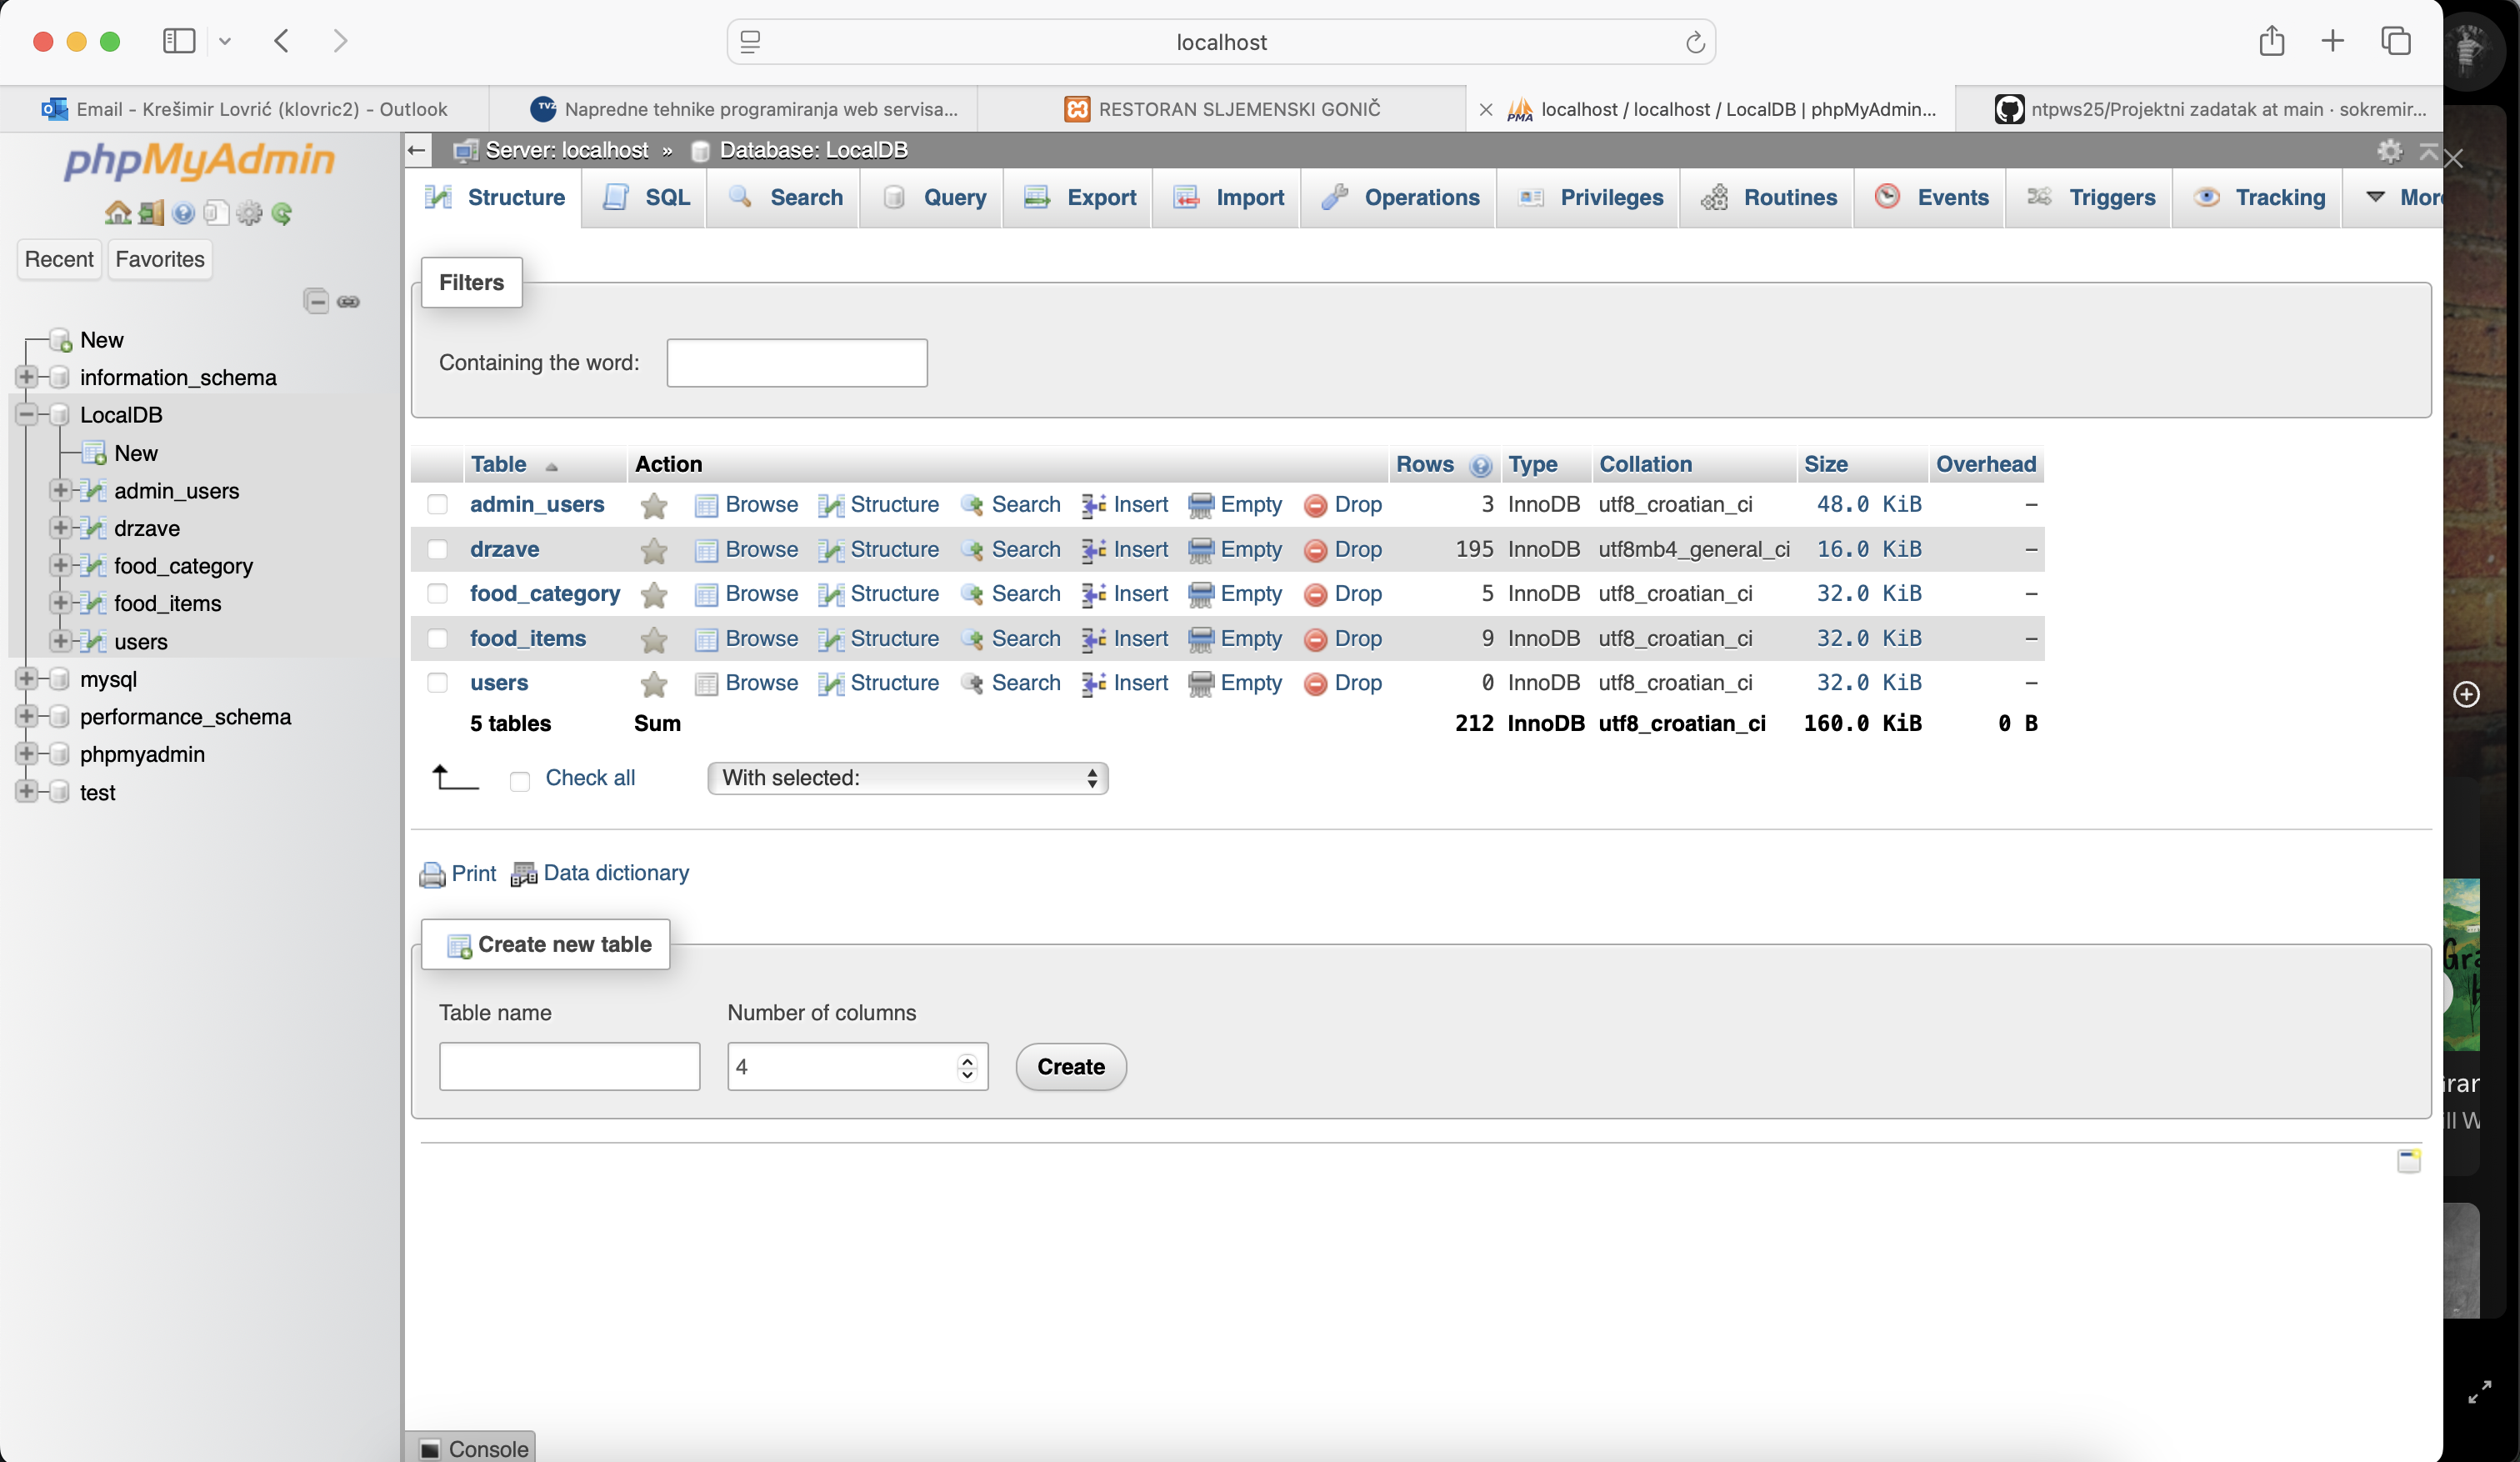 localhost
Email - Krešimir Lovrić (klovric2) - Outlook
TVZ Napredne tehnike programiranja web servisa...
RESTORAN SLJEMENSKI GONIČ
PMA localhost / localhost / LocalDB | phpMyAdmin...
ntpws25/Projektni zadatak at main · sokremir...
phpMyAdmin
Recent Favorites
New
information_schema
LocalDB
New
admin_users
drzave
food_category
food_items
users
mysql
performance_schema
phpmyadmin
test
Server: localhost » Database: LocalDB
Structure SQL Search Query Export Import Operations Privileges Routines Events Triggers Tracking More
Filters
Containing the word:
Table Action Rows Type Collation Size Overhead
admin_users Browse Structure Search Insert Empty Drop 3 InnoDB utf8_croatian_ci 48.0 KiB –
drzave Browse Structure Search Insert Empty Drop 195 InnoDB utf8mb4_general_ci 16.0 KiB –
food_category Browse Structure Search Insert Empty Drop 5 InnoDB utf8_croatian_ci 32.0 KiB –
food_items Browse Structure Search Insert Empty Drop 9 InnoDB utf8_croatian_ci 32.0 KiB –
users Browse Structure Search Insert Empty Drop 0 InnoDB utf8_croatian_ci 32.0 KiB –
5 tables Sum 212 InnoDB utf8_croatian_ci 160.0 KiB 0 B
Check all With selected:
Print Data dictionary
Create new table
Table name Number of columns
4 Create
Console